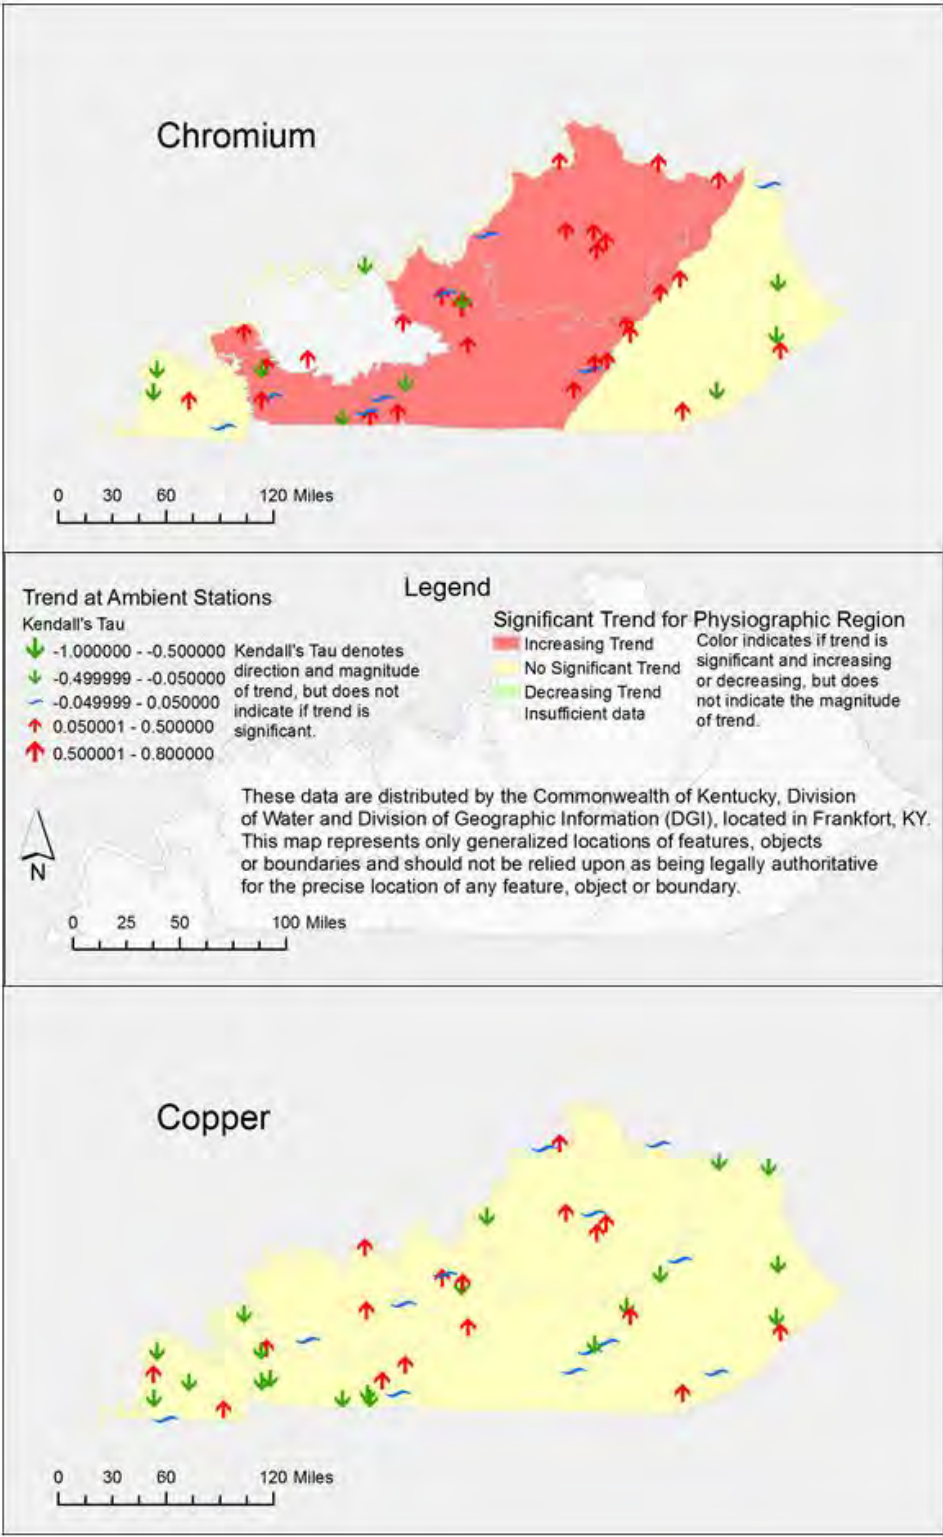 Chromium
0 30 60 120 Miles
Legend
Trend at Ambient Stations
Kendall's Tau
-1.000000 - -0.500000
-0.499999 - -0.050000
-0.049999 - 0.050000
0.050001 - 0.500000
0.500001 - 0.800000
Kendall's Tau denotes
direction and magnitude
of trend, but does not
indicate if trend is
significant.
Significant Trend for Physiographic Region
Increasing Trend
No Significant Trend
Decreasing Trend
Insufficient data
Color indicates if trend is
significant and increasing
or decreasing, but does
not indicate the magnitude
of trend.
These data are distributed by the Commonwealth of Kentucky, Division
of Water and Division of Geographic Information (DGI), located in Frankfort, KY.
This map represents only generalized locations of features, objects
or boundaries and should not be relied upon as being legally authoritative
for the precise location of any feature, object or boundary.
N
0 25 50 100 Miles
Copper
0 30 60 120 Miles